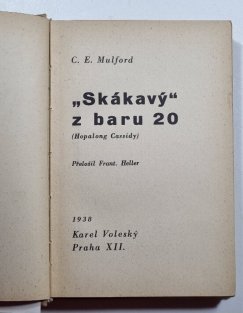 C. E. Mulford
„Skákavý“
z baru 20
(Hopalong Cassidy)
Přeložil Frant. Heller
1938
Karel Voleský
Praha XII.